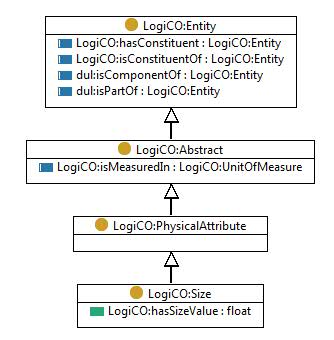 LogiCO:Entity
LogiCO:hasConstituent : LogiCO:Entity
LogiCO:isConstituentOf : LogiCO:Entity
dul:isComponentOf : LogiCO:Entity
dul:isPartOf : LogiCO:Entity
LogiCO:Abstract
LogiCO:isMeasuredIn : LogiCO:UnitOfMeasure
LogiCO:PhysicalAttribute
LogiCO:Size
LogiCO:hasSizeValue : float